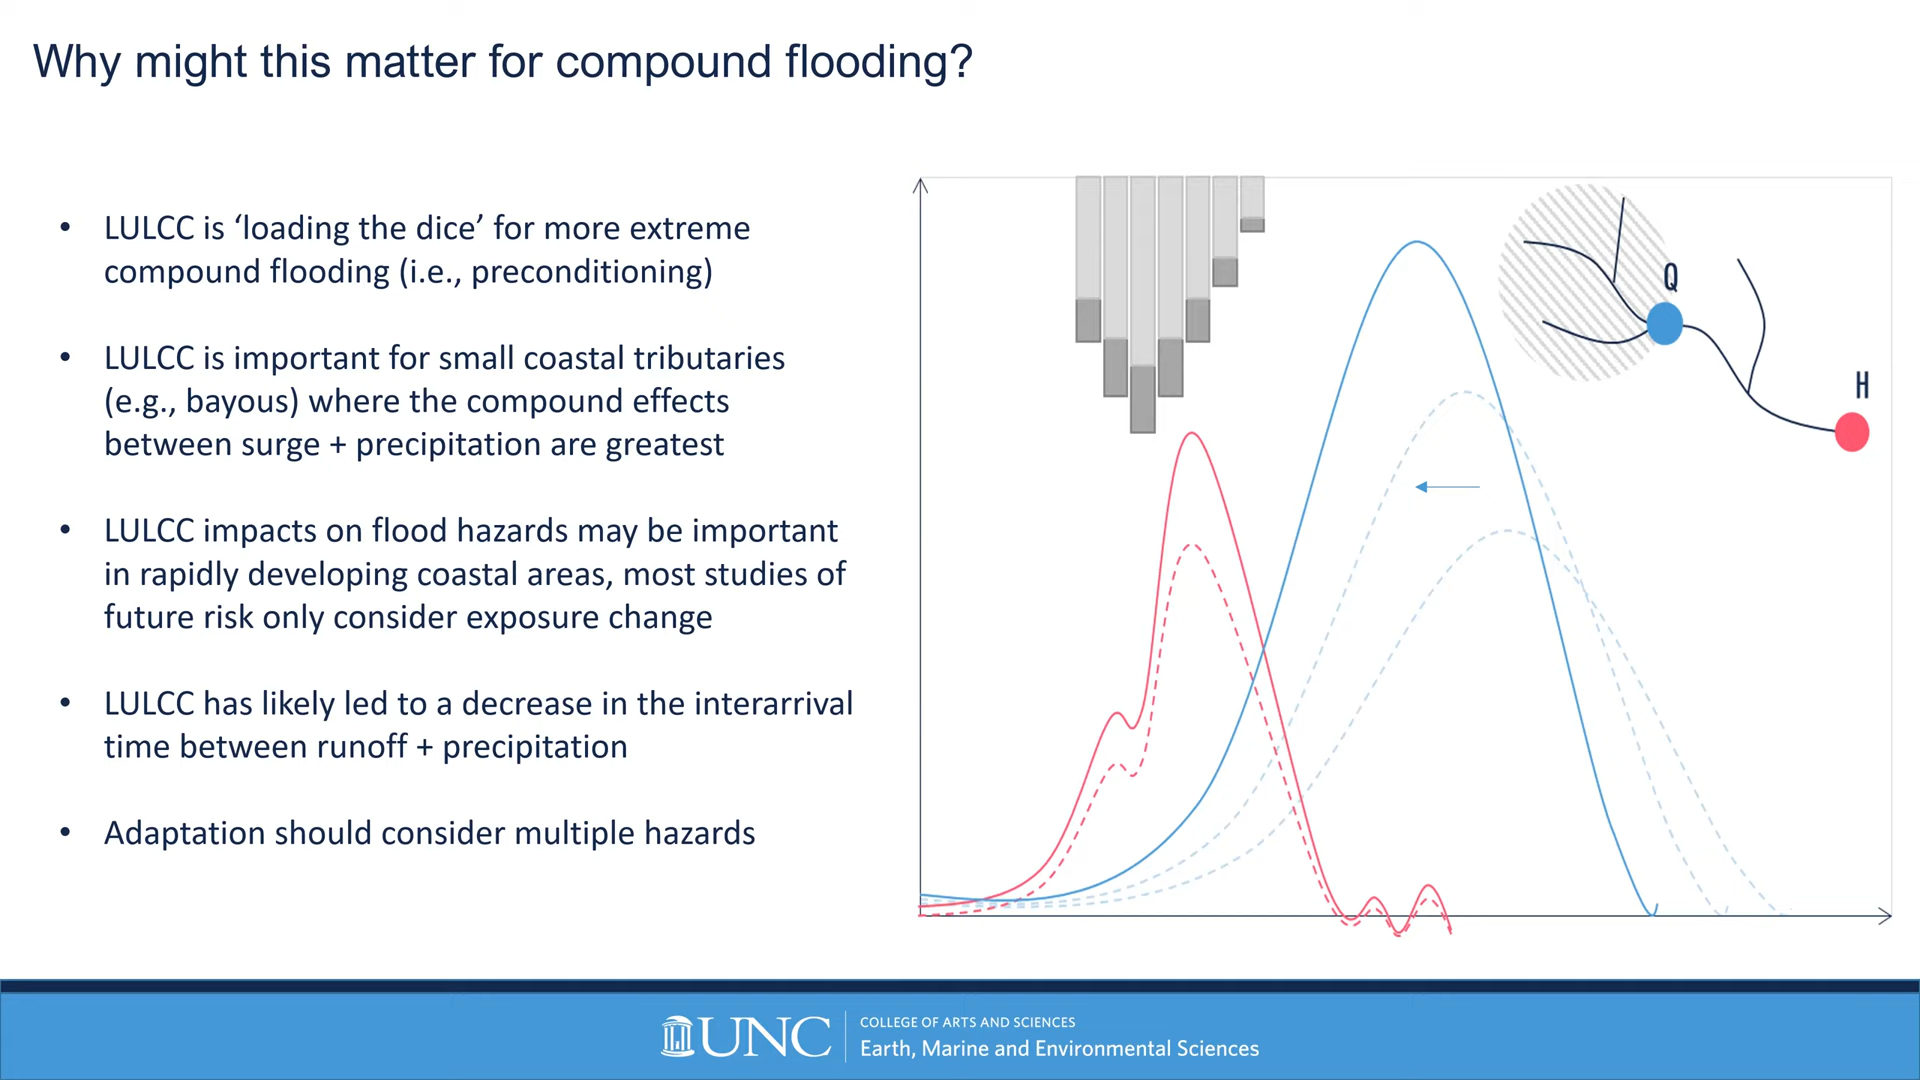 Why might this matter for compound flooding?
• LULCC is ‘loading the dice’ for more extreme
compound flooding (i.e., preconditioning)
• LULCC is important for small coastal tributaries
(e.g., bayous) where the compound effects
between surge + precipitation are greatest
• LULCC impacts on flood hazards may be important
in rapidly developing coastal areas, most studies of
future risk only consider exposure change
• LULCC has likely led to a decrease in the interarrival
time between runoff + precipitation
• Adaptation should consider multiple hazards
Q
H
UNC
COLLEGE OF ARTS AND SCIENCES
Earth, Marine and Environmental Sciences